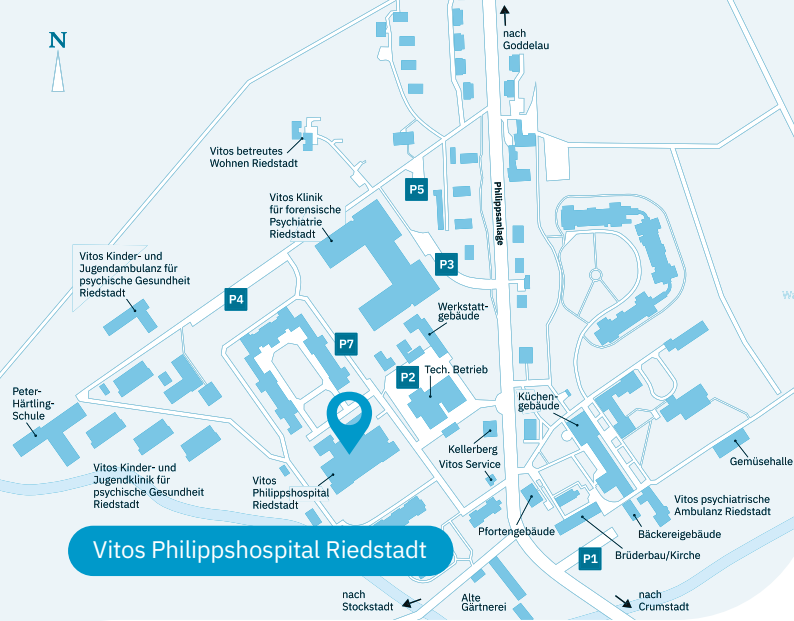 N
nach
Goddelau
Vitos betreutes
Wohnen Riedstadt
P5
Philippsanlage
Vitos Klinik
für forensische
Psychiatrie
Riedstadt
Vitos Kinder- und
Jugendambulanz für
psychische Gesundheit
Riedstadt
P3
P4
Werkstatt-
gebäude
P7
P2
Tech. Betrieb
Peter-
Härtling-
Schule
Küchen-
gebäude
Kellerberg
Vitos Service
Gemüsehalle
Vitos Kinder- und
Jugendklinik für
psychische Gesundheit
Riedstadt
Vitos
Philippshospital
Riedstadt
Vitos psychiatrische
Ambulanz Riedstadt
Pfortengebäude
Bäckereigebäude
Vitos Philippshospital Riedstadt
Brüderbau/Kirche
P1
nach
Stockstadt
Alte
Gärtnerei
nach
Crumstadt